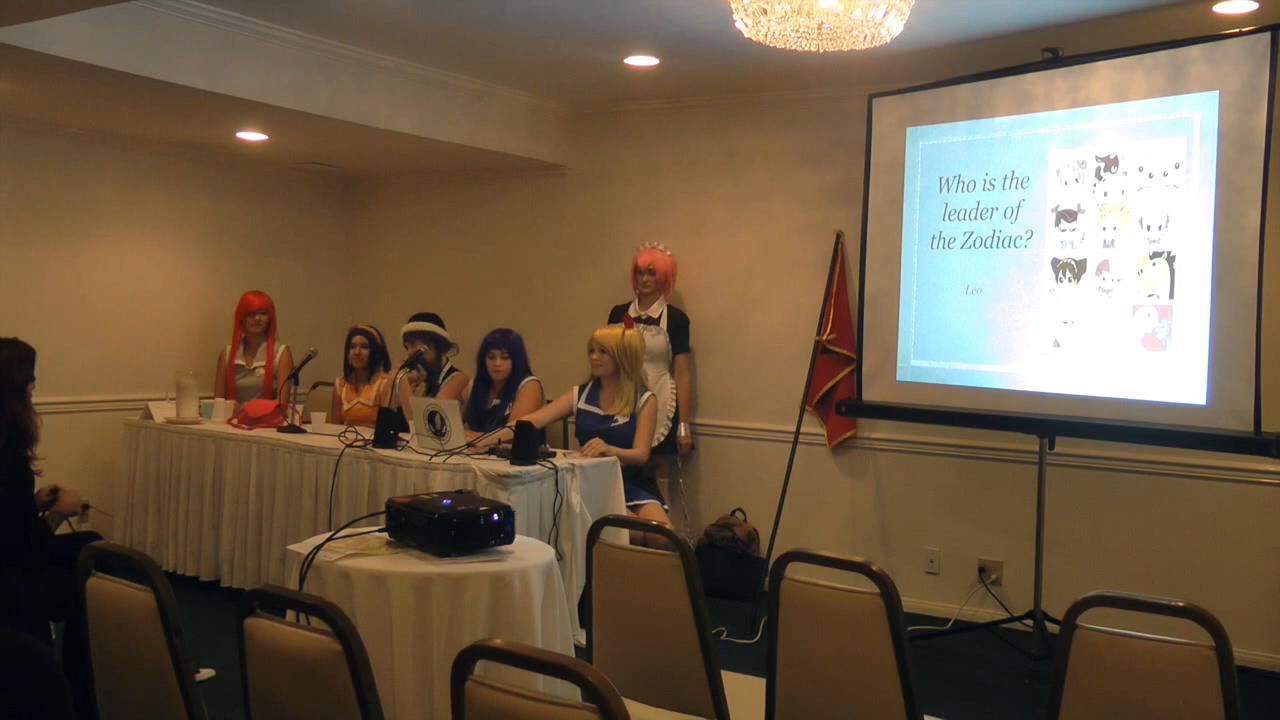 Who is the
leader of
the Zodiac?
Leo